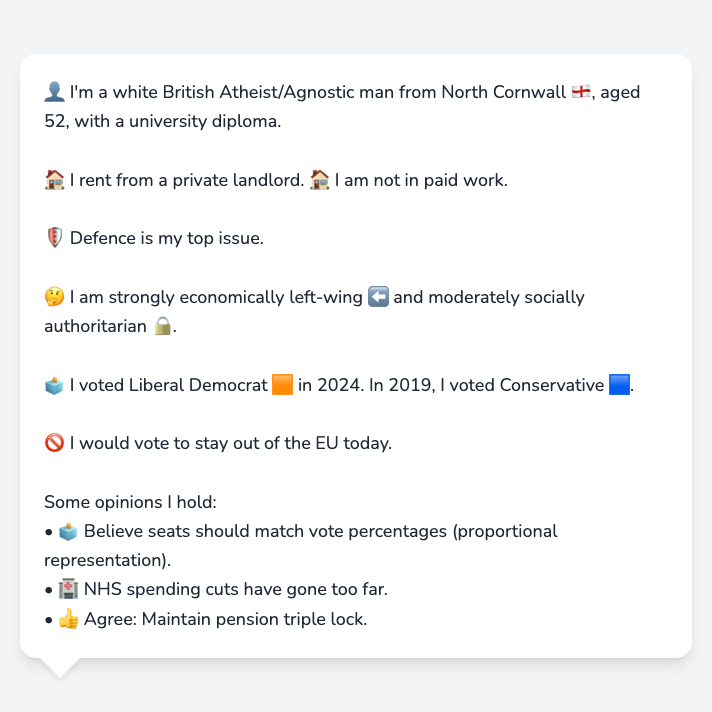 👤 I'm a white British Atheist/Agnostic man from North Cornwall 🏴󠁧󠁢󠁥󠁮󠁧󠁿, aged
52, with a university diploma.
🏠 I rent from a private landlord. 🏠 I am not in paid work.
🛡️ Defence is my top issue.
🤔 I am strongly economically left-wing ⬅️ and moderately socially
authoritarian 🔒.
🗳️ I voted Liberal Democrat 🟧 in 2024. In 2019, I voted Conservative 🟦.
🚫 I would vote to stay out of the EU today.
Some opinions I hold:
• 🗳️ Believe seats should match vote percentages (proportional
representation).
• 🏥 NHS spending cuts have gone too far.
• 👍 Agree: Maintain pension triple lock.